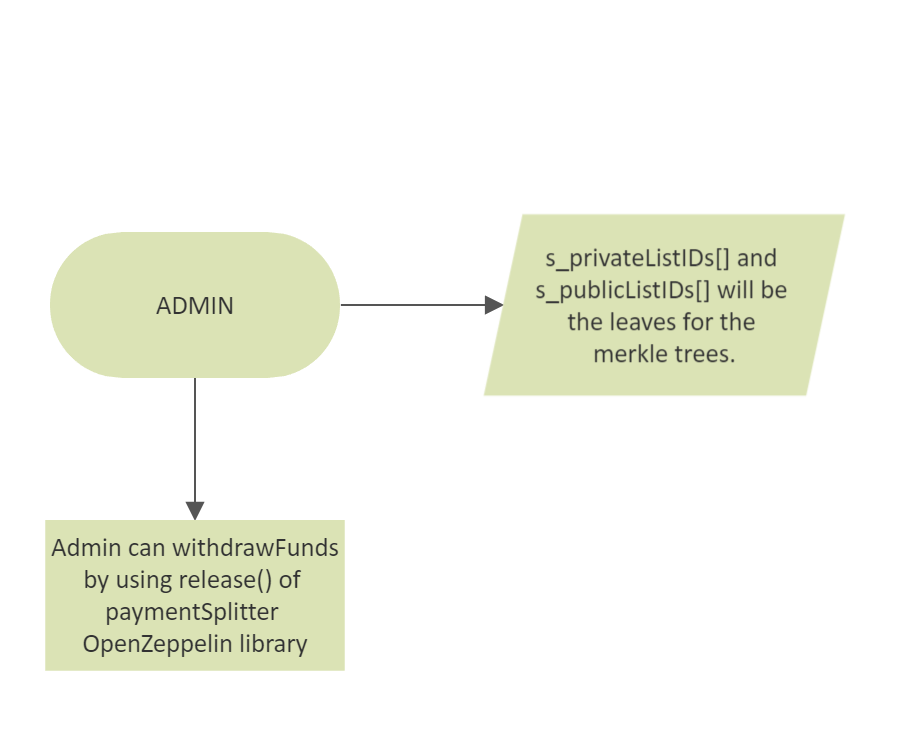 ADMIN
s_privateListIDs[] and
s_publicListIDs[] will be
the leaves for the
merkle trees.
Admin can withdrawFunds
by using release() of
paymentSplitter
OpenZeppelin library